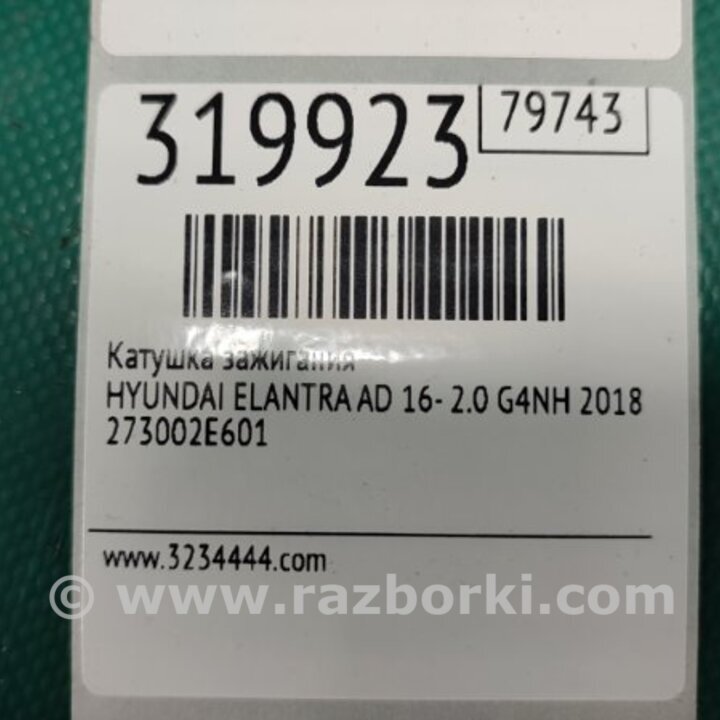 319923
79743
Катушка зажигания
HYUNDAI ELANTRA AD 16- 2.0 G4NH 2018
273002E601
www.3234444.com
© www.razborki.com